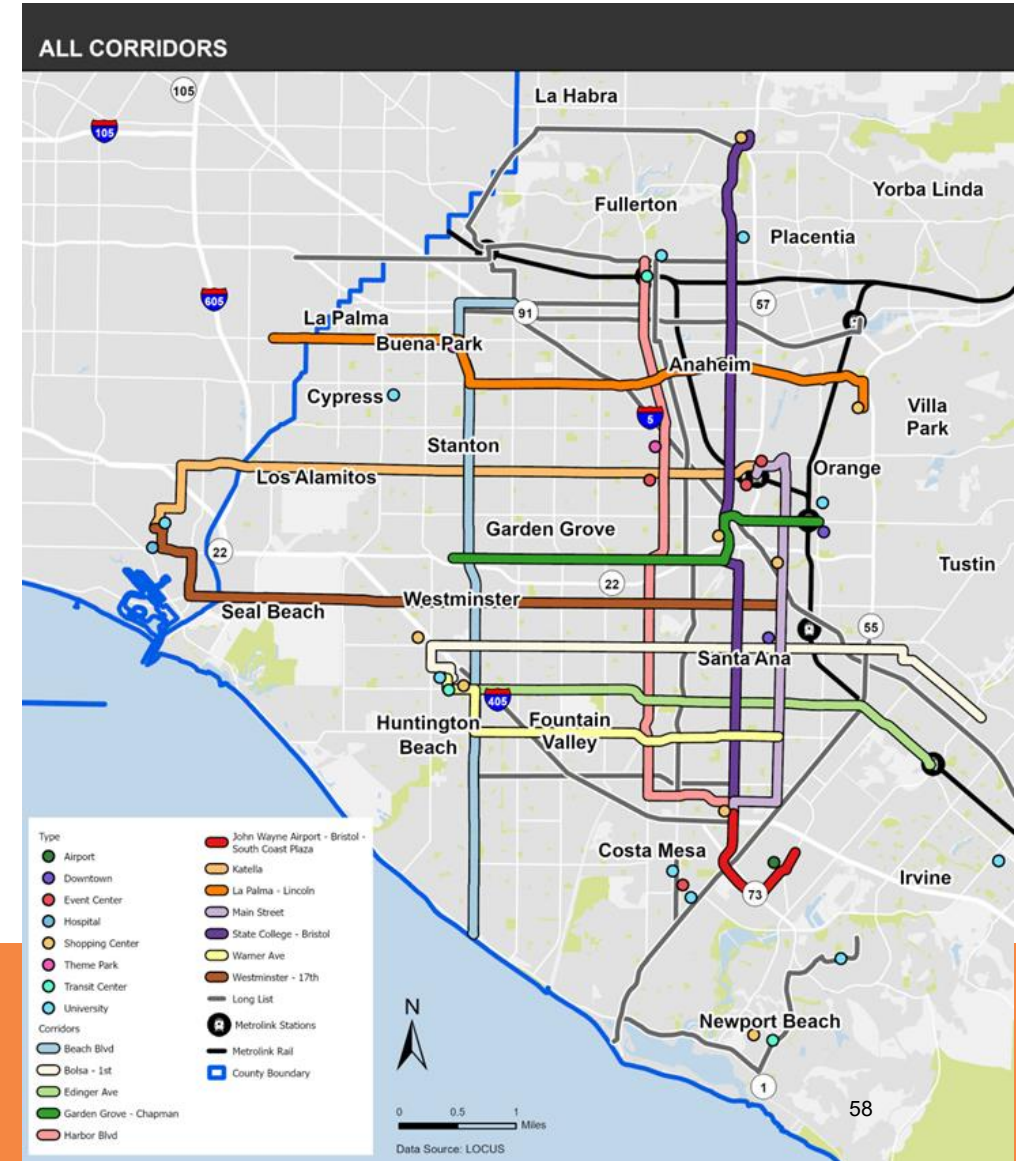 ALL CORRIDORS
105
La Habra
105
Yorba Linda
Fullerton
Placentia
605
57
La Palma
91
Buena Park
Anaheim
Cypress
Villa
Park
5
Stanton
Orange
Los Alamitos
Garden Grove
22
Tustin
22
Westminster
Seal Beach
55
Santa Ana
405
Huntington
Beach
Fountain
Valley
Costa Mesa
Irvine
73
Newport Beach
1
58
Type
Airport
Downtown
Event Center
Hospital
Shopping Center
Theme Park
Transit Center
University
Corridors
Beach Blvd
Bolsa - 1st
Edinger Ave
Garden Grove - Chapman
Harbor Blvd
John Wayne Airport - Bristol -
South Coast Plaza
Katella
La Palma - Lincoln
Main Street
State College - Bristol
Warner Ave
Westminster - 17th
Long List
Metrolink Stations
Metrolink Rail
County Boundary
N
0 0.5 1
Miles
Data Source: LOCUS